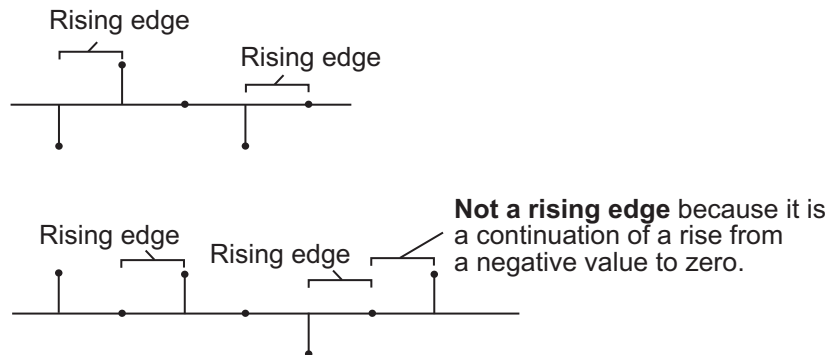 Rising edge
Rising edge
Not a rising edge because it is
a continuation of a rise from
a negative value to zero.
Rising edge
Rising edge